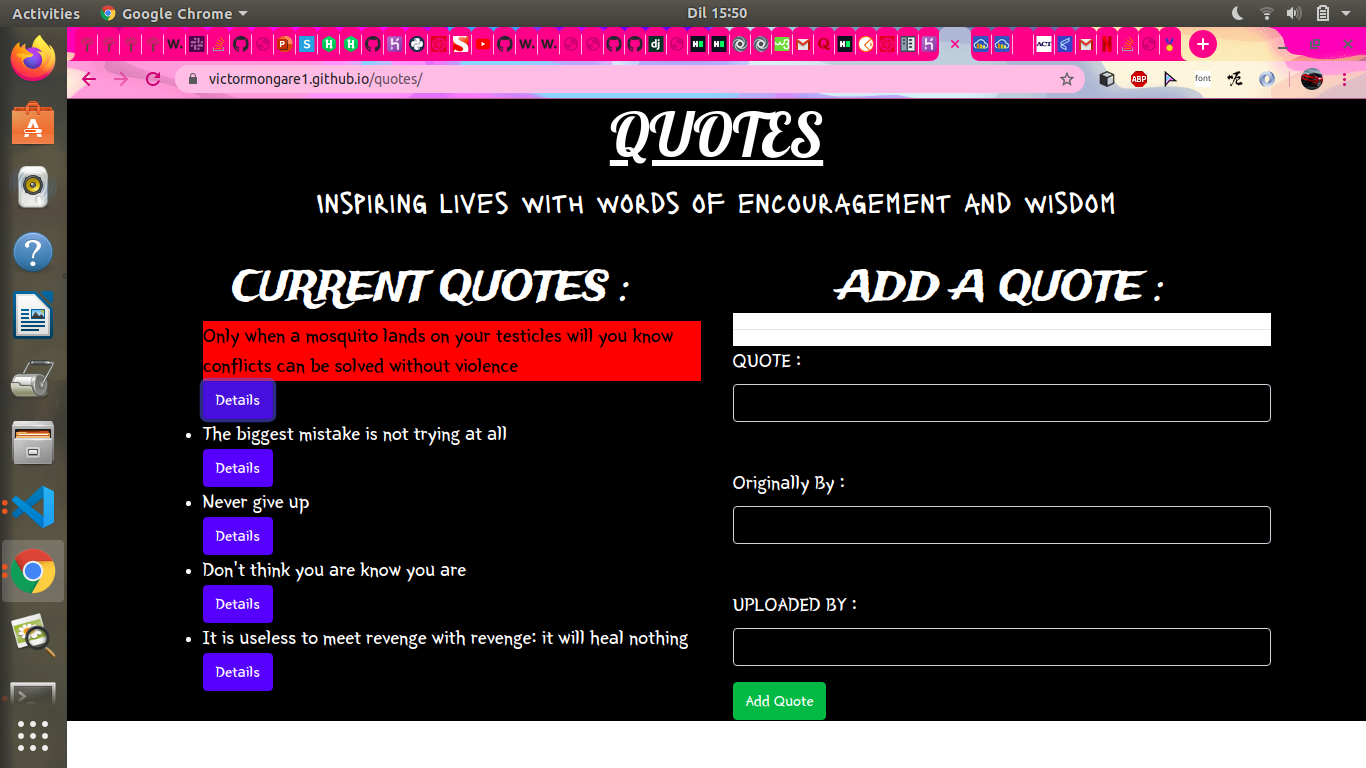 Activities
Google Chrome
Dil 15:50
victormongare1.github.io/quotes/
ABP
font
QUOTES
INSPIRING LIVES WITH WORDS OF ENCOURAGEMENT AND WISDOM
CURRENT QUOTES :
Only when a mosquito lands on your testicles will you know
conflicts can be solved without violence
Details
The biggest mistake is not trying at all
Details
Never give up
Details
Don't think you are know you are
Details
It is useless to meet revenge with revenge: it will heal nothing
Details
ADD A QUOTE :
QUOTE :
Originally By :
UPLOADED BY :
Add Quote